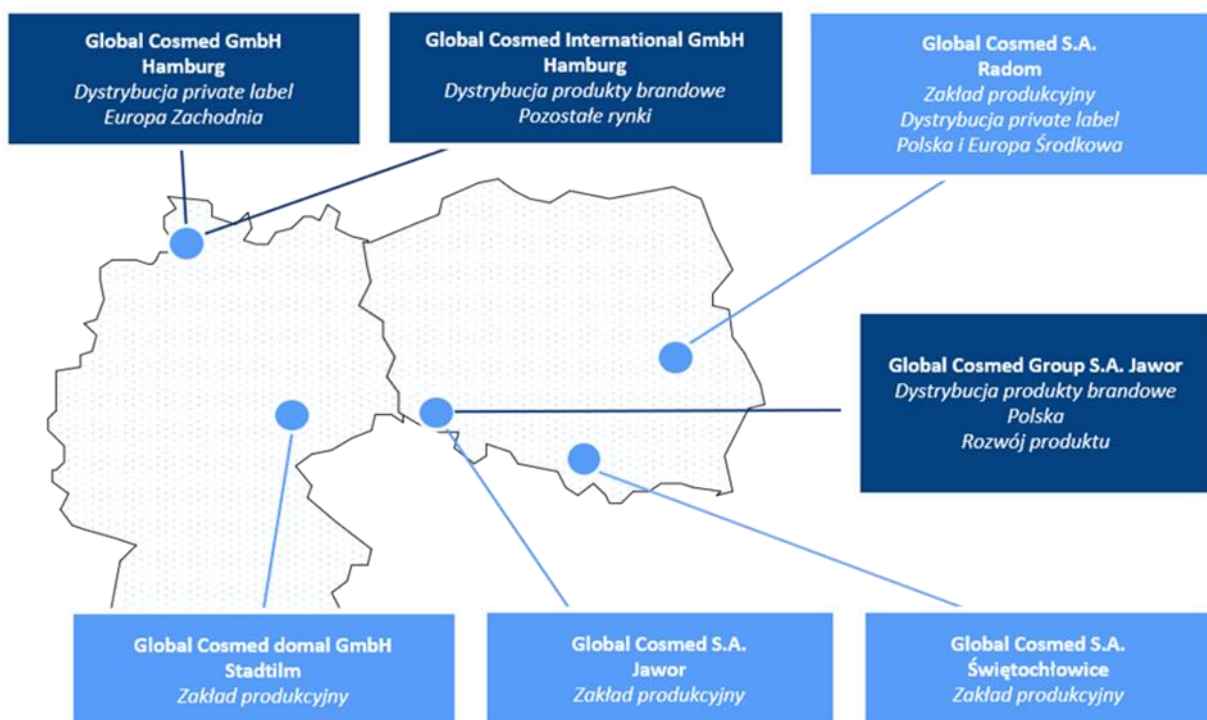 Global Cosmed GmbH
Hamburg
Dystrybucja private label
Europa Zachodnia
Global Cosmed International GmbH
Hamburg
Dystrybucja produkty brandowe
Pozostałe rynki
Global Cosmed S.A.
Radom
Zakład produkcyjny
Dystrybucja private label
Polska i Europa Środkowa
Global Cosmed Group S.A. Jawor
Dystrybucja produkty brandowe
Polska
Rozwój produktu
Global Cosmed domal GmbH
Stadtilm
Zakład produkcyjny
Global Cosmed S.A.
Jawor
Zakład produkcyjny
Global Cosmed S.A.
Świętochłowice
Zakład produkcyjny